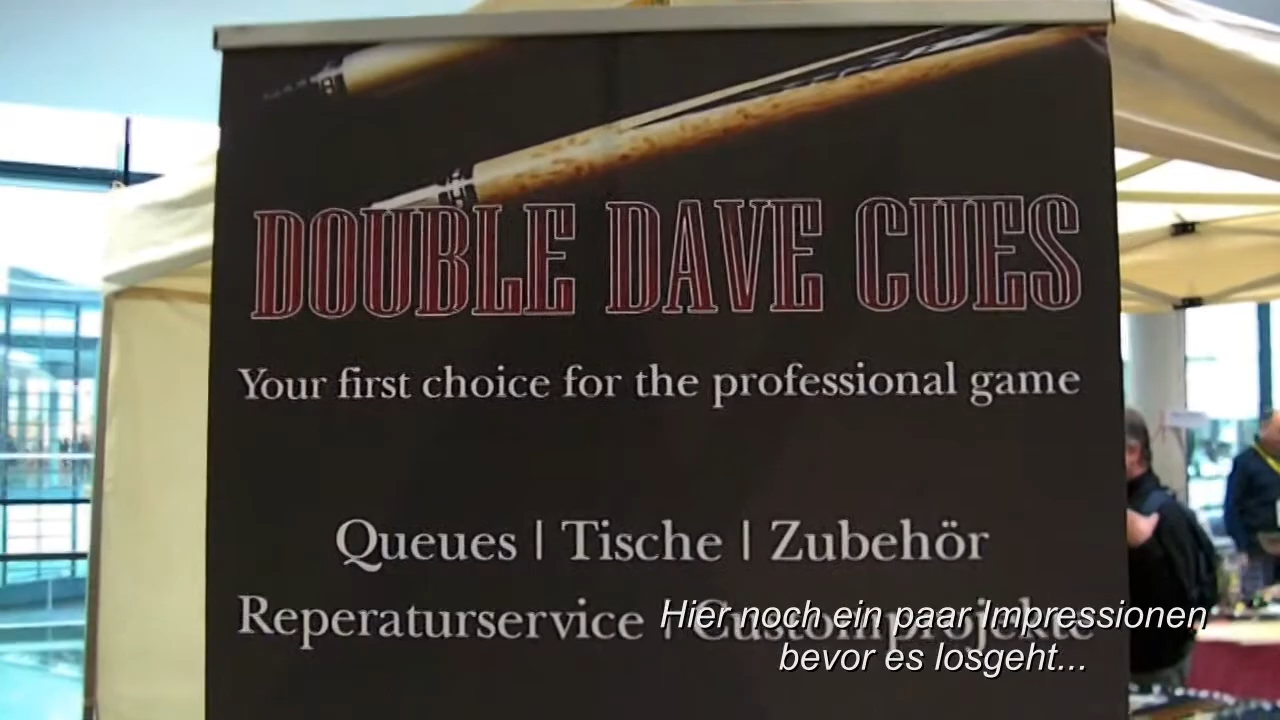 DOUBLE DAVE CUES
Your first choice for the professional game
Queues | Tische | Zubehör
Reperaturservice | Customprojekte
Hier noch ein paar Impressionen
bevor es losgeht...